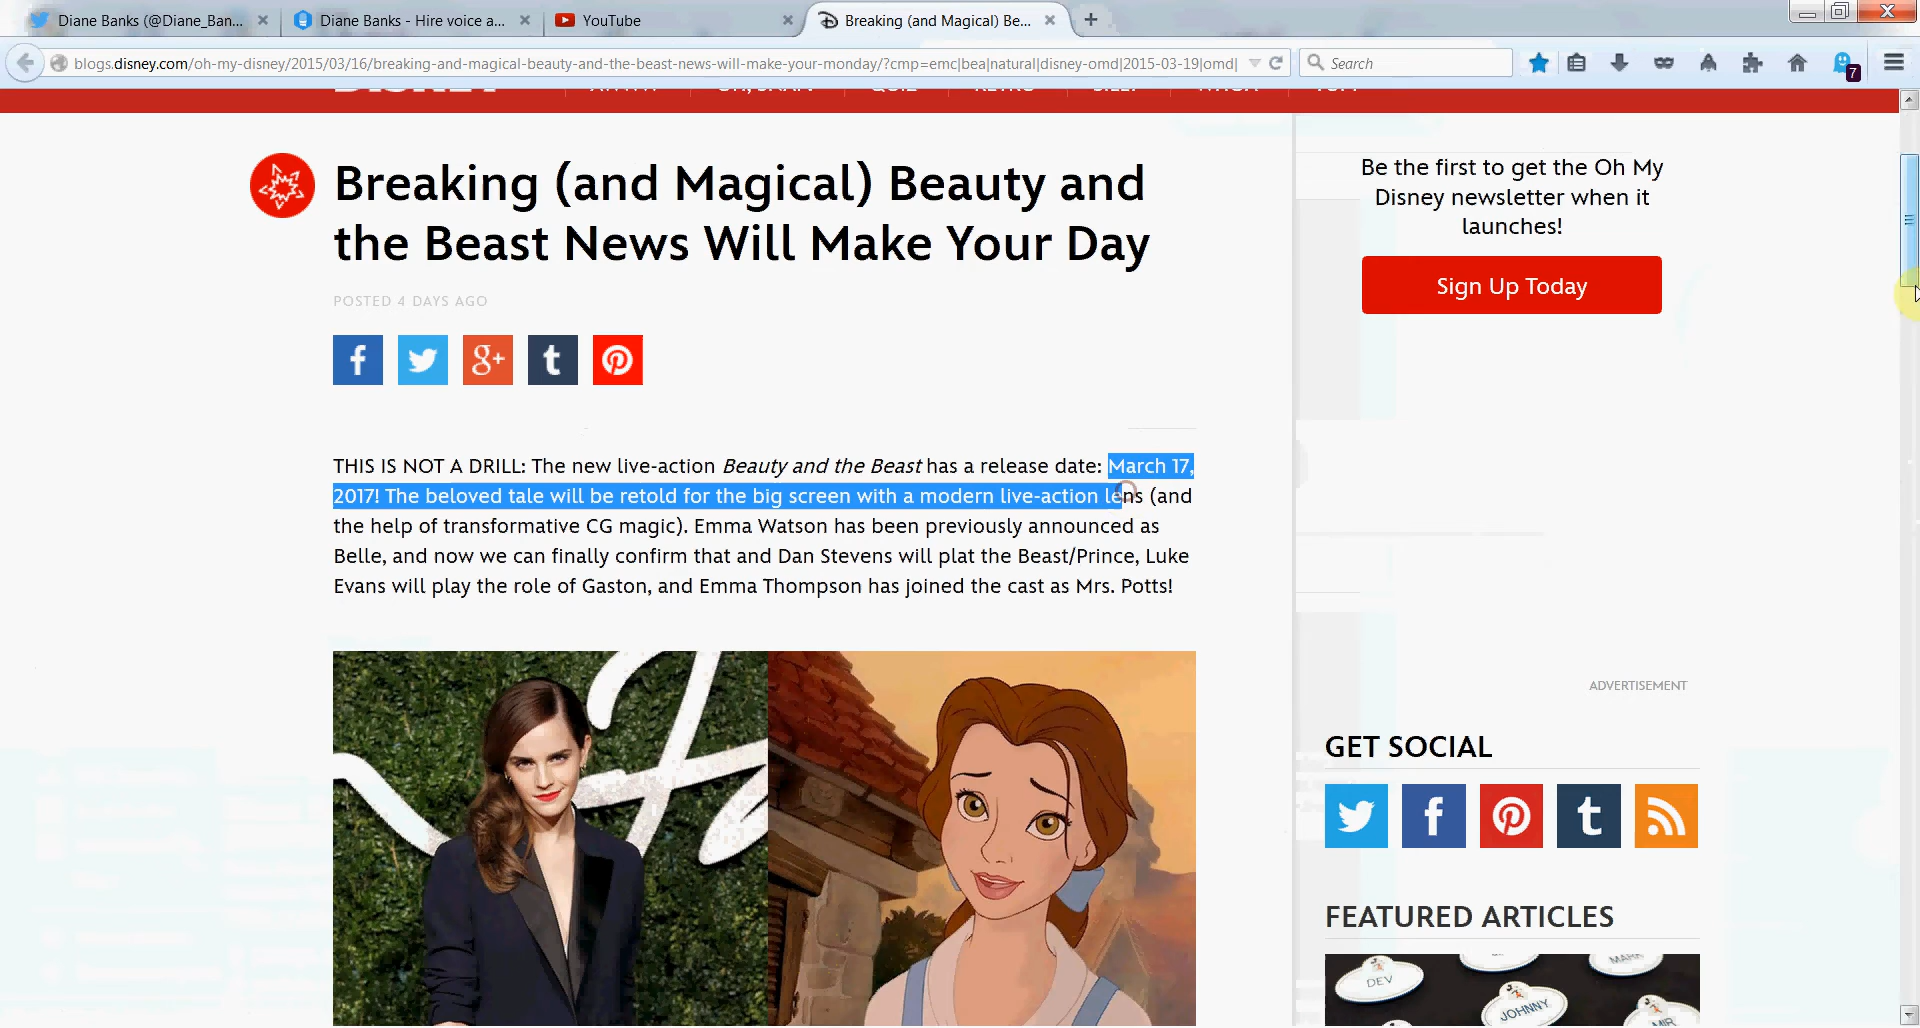 Diane Banks (@Diane_Ban...
Diane Banks - Hire voice a...
YouTube
Breaking (and Magical) Be...
blogs.disney.com/oh-my-disney/2015/03/16/breaking-and-magical-beauty-and-the-beast-news-will-make-your-monday/?cmp=emc|bea|natural|disney-omd|2015-03-19|omd|
Search
7
Breaking (and Magical) Beauty and
the Beast News Will Make Your Day
POSTED 4 DAYS AGO
THIS IS NOT A DRILL: The new live-action Beauty and the Beast has a release date: March 17,
2017! The beloved tale will be retold for the big screen with a modern live-action lens (and
the help of transformative CG magic). Emma Watson has been previously announced as
Belle, and now we can finally confirm that and Dan Stevens will plat the Beast/Prince, Luke
Evans will play the role of Gaston, and Emma Thompson has joined the cast as Mrs. Potts!
Be the first to get the Oh My
Disney newsletter when it
launches!
Sign Up Today
ADVERTISEMENT
GET SOCIAL
FEATURED ARTICLES
DEV
JOHNNY